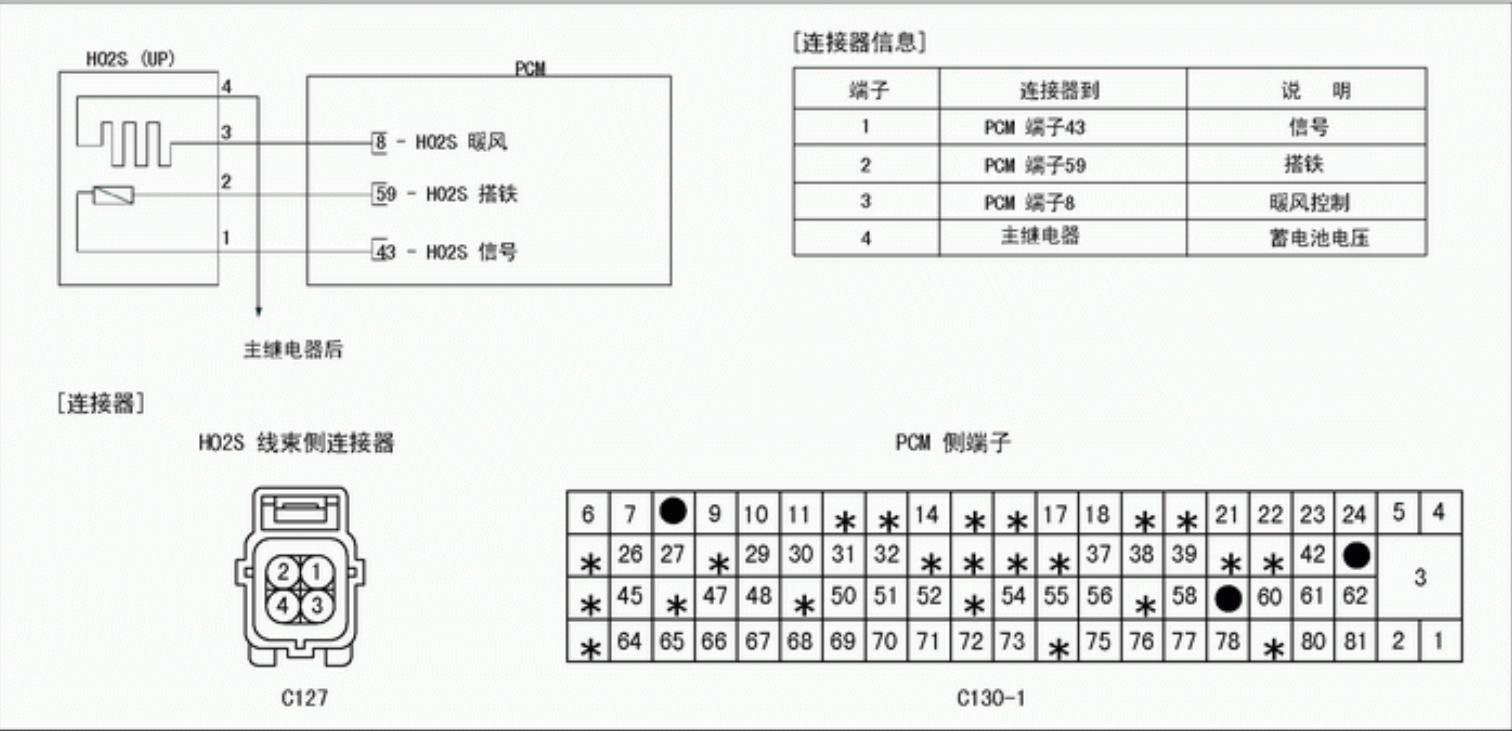 HO2S (UP)
PCM
4
3
8 - HO2S 暖风
2
59 - HO2S 搭铁
1
43 - HO2S 信号
主继电器后
[连接器信息]
端子 连接器到 说 明
1 PCM 端子43 信号
2 PCM 端子59 搭铁
3 PCM 端子8 暖风控制
4 主继电器 蓄电池电压
[连接器]
HO2S 线束侧连接器
2 1
4 3
C127
PCM 侧端子
6 7 ● 9 10 11 * * 14 * * 17 18 * * 21 22 23 24 5 4
* 26 27 * 29 30 31 32 * * * * 37 38 39 * * 42 ● 3
* 45 * 47 48 * 50 51 52 * 54 55 56 * 58 ● 60 61 62
* 64 65 66 67 68 69 70 71 72 73 * 75 76 77 78 * 80 81 2 1
C130-1